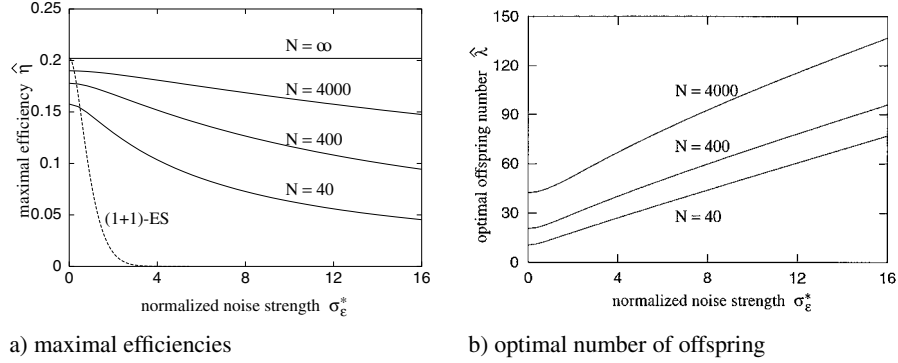 maximal efficiency η̂
0.25
0.2
0.15
0.1
0.05
0
N = ∞
N = 4000
N = 400
N = 40
(1+1)-ES
0 4 8 12 16
normalized noise strength σ*ε
a) maximal efficiencies
optimal offspring number λ̂
150
120
90
60
30
0
N = 4000
N = 400
N = 40
0 4 8 12 16
normalized noise strength σ*ε
b) optimal number of offspring